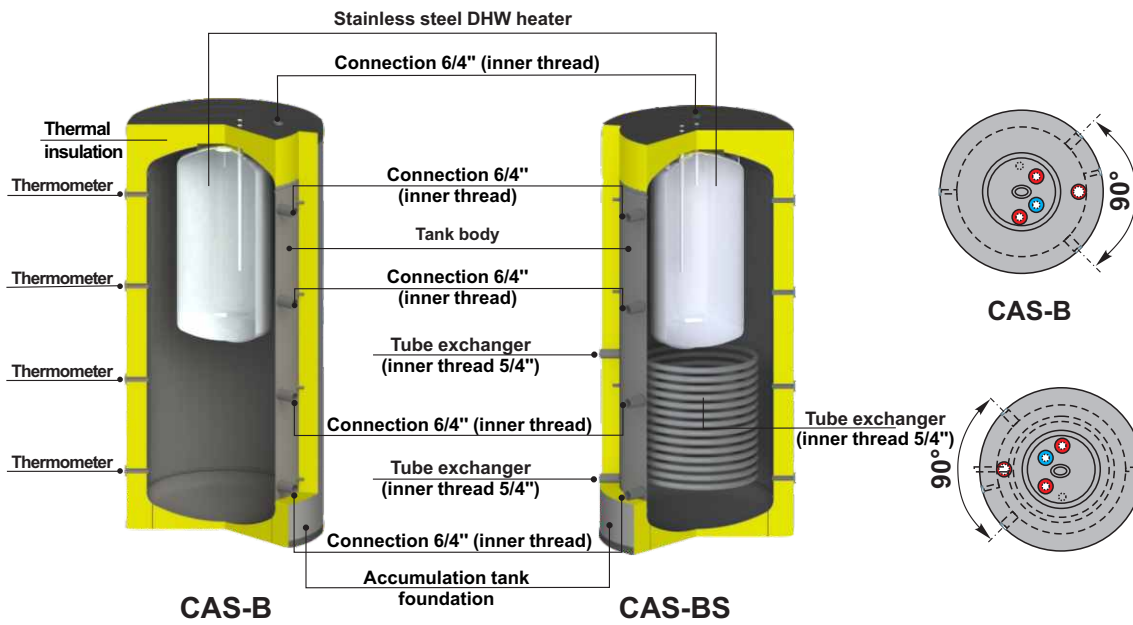 Stainless steel DHW heater
Connection 6/4" (inner thread)
Thermal
insulation
Thermometer
Connection 6/4"
(inner thread)
Tank body
Thermometer
Connection 6/4"
(inner thread)
Tube exchanger
(inner thread 5/4")
Thermometer
Connection 6/4" (inner thread)
Tube exchanger
(inner thread 5/4")
Thermometer
Tube exchanger
(inner thread 5/4")
Connection 6/4" (inner thread)
Accumulation tank
foundation
CAS-B
CAS-BS
90°
CAS-B
90°